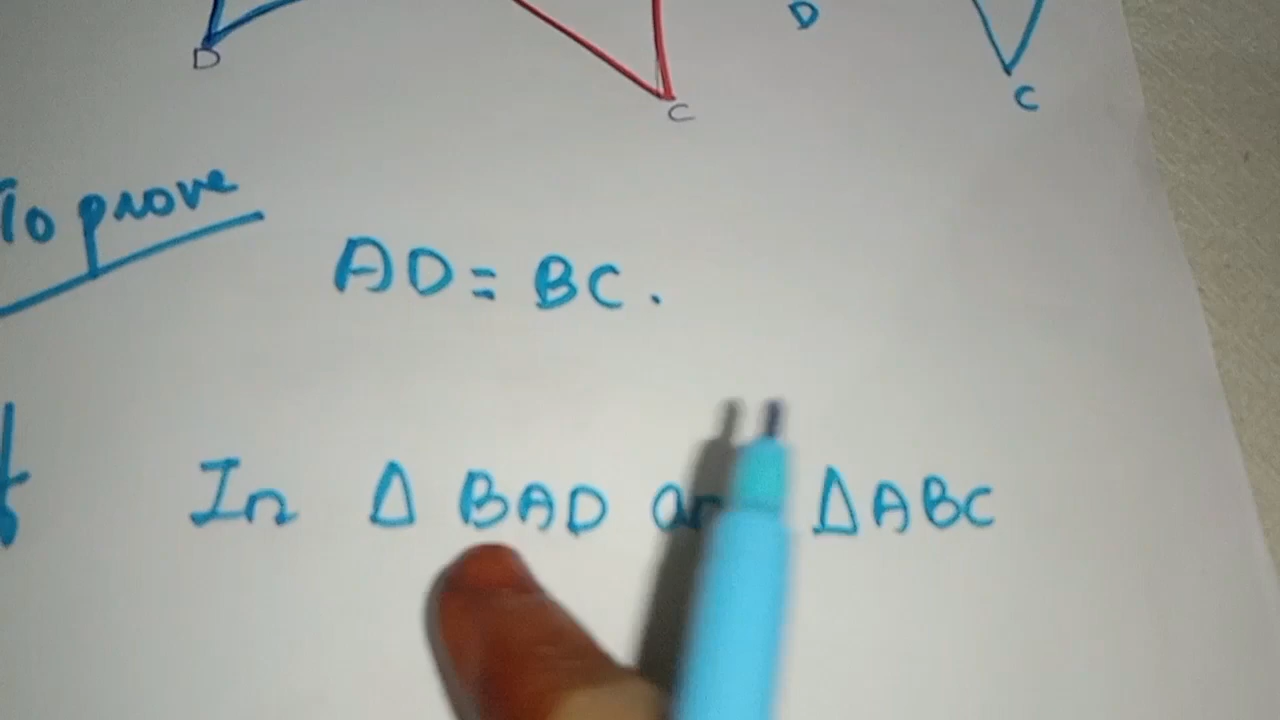 D
D
C
C
To prove
AD = BC.
In Δ BAD Δ ABC